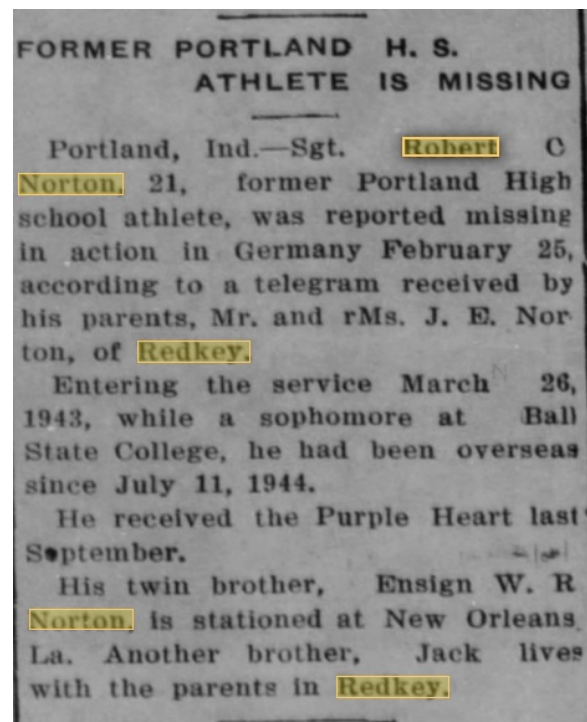 FORMER PORTLAND H. S.
ATHLETE IS MISSING
Portland, Ind.—Sgt. Robert C
Norton, 21, former Portland High
school athlete, was reported missing
in action in Germany February 25,
according to a telegram received by
his parents, Mr. and rMs. J. E. Nor
ton, of Redkey.
Entering the service March 26,
1943, while a sophomore at Ball
State College, he had been overseas
since July 11, 1944.
He received the Purple Heart last
September.
His twin brother, Ensign W. R
Norton, is stationed at New Orleans
La. Another brother, Jack lives
with the parents in Redkey.